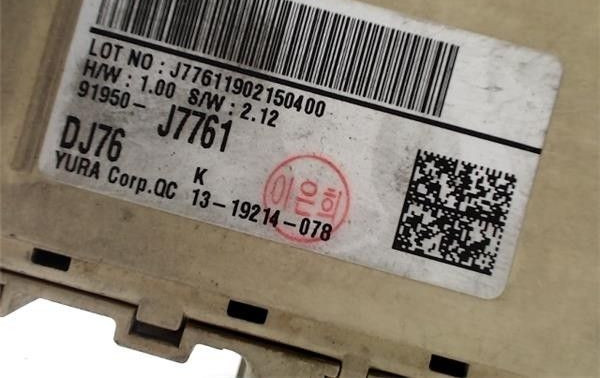 LOT NO : J77611902150400
H/W : 1.00 S/W : 2.12
91950- J7761
DJ76 K
YURA Corp.QC 13-19214-078
이은희